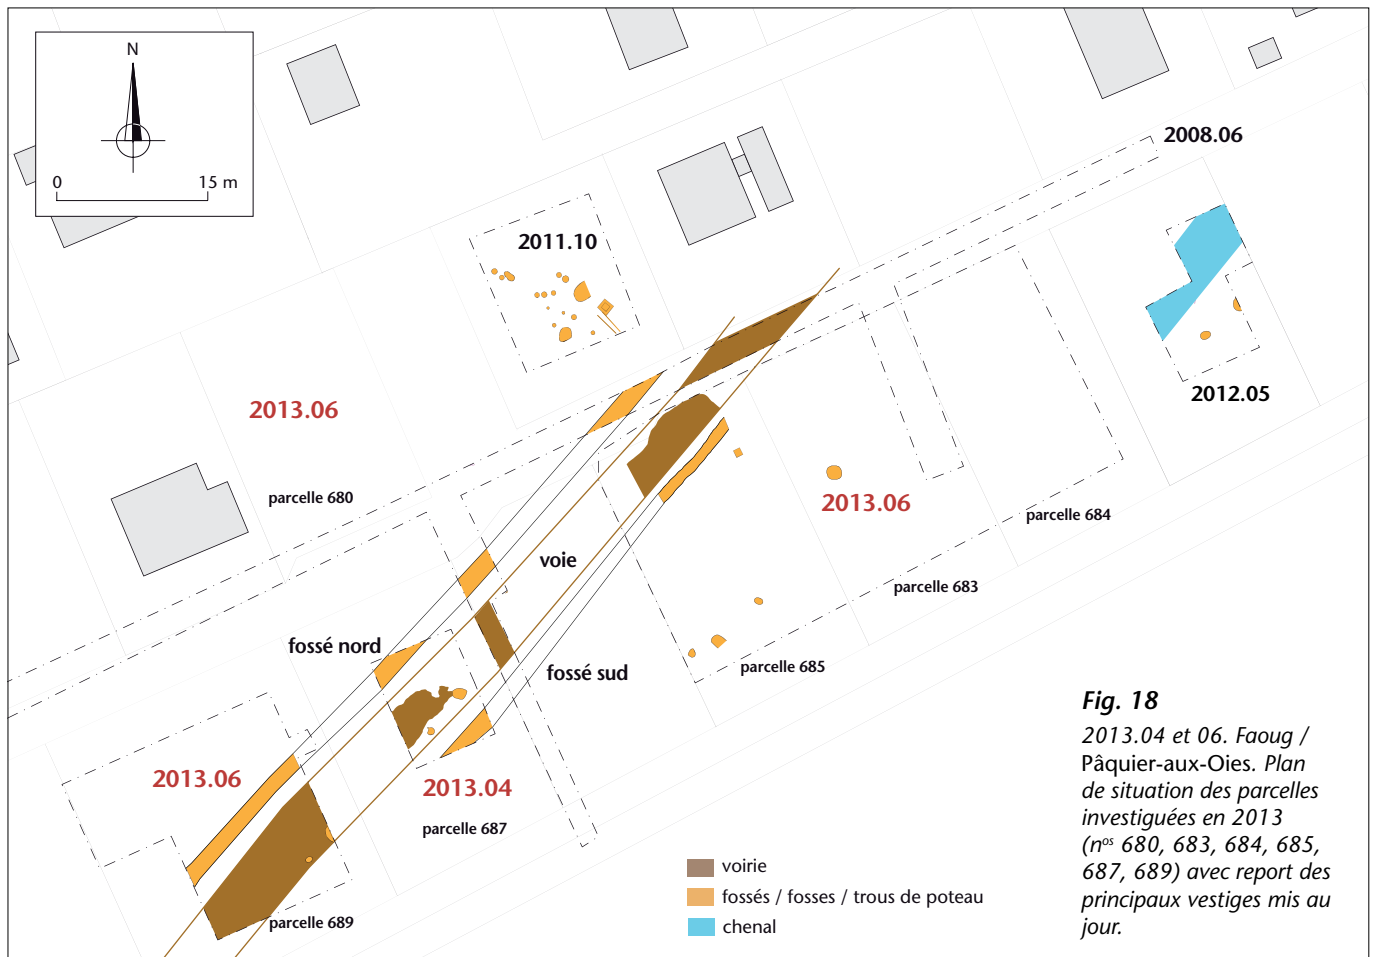 N
0 15 m
2008.06
2011.10
2012.05
2013.06
parcelle 680
2013.06
parcelle 684
voie
parcelle 683
fossé nord
parcelle 685
fossé sud
2013.06
2013.04
parcelle 687
parcelle 689
voirie
fossés / fosses / trous de poteau
chenal
Fig. 18
2013.04 et 06. Faoug /
Pâquier-aux-Oies. Plan
de situation des parcelles
investiguées en 2013
(nos 680, 683, 684, 685,
687, 689) avec report des
principaux vestiges mis au
jour.